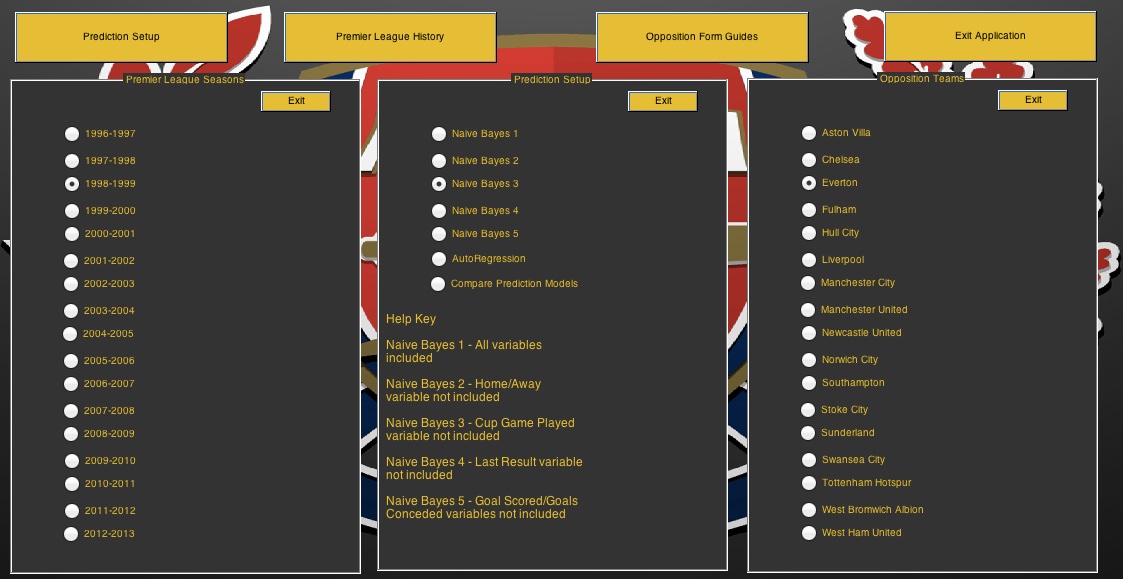 Prediction Setup
Premier League History
Opposition Form Guides
Exit Application
Premier League Seasons
Exit
1996-1997
1997-1998
1998-1999
1999-2000
2000-2001
2001-2002
2002-2003
2003-2004
2004-2005
2005-2006
2006-2007
2007-2008
2008-2009
2009-2010
2010-2011
2011-2012
2012-2013
Prediction Setup
Exit
Naive Bayes 1
Naive Bayes 2
Naive Bayes 3
Naive Bayes 4
Naive Bayes 5
AutoRegression
Compare Prediction Models
Help Key
Naive Bayes 1 - All variables
included
Naive Bayes 2 - Home/Away
variable not included
Naive Bayes 3 - Cup Game Played
variable not included
Naive Bayes 4 - Last Result variable
not included
Naive Bayes 5 - Goal Scored/Goals
Conceded variables not included
Opposition Teams
Exit
Aston Villa
Chelsea
Everton
Fulham
Hull City
Liverpool
Manchester City
Manchester United
Newcastle United
Norwich City
Southampton
Stoke City
Sunderland
Swansea City
Tottenham Hotspur
West Bromwich Albion
West Ham United